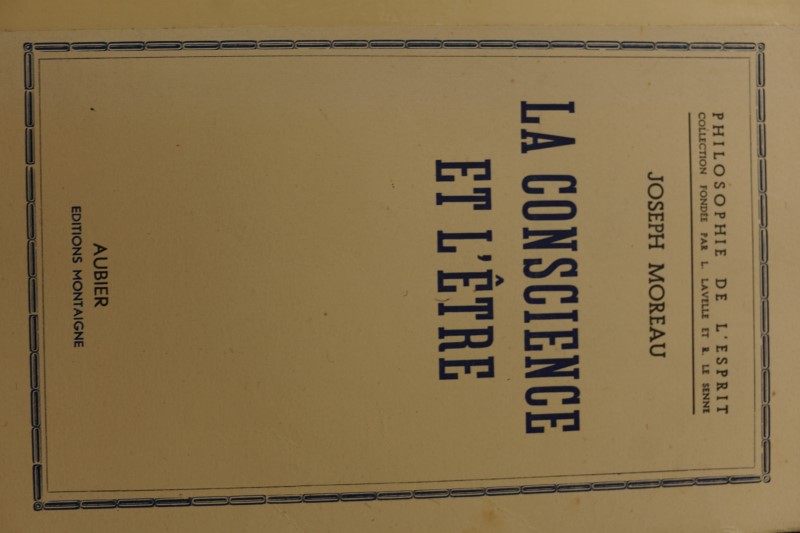 PHILOSOPHIE DE L'ESPRIT
COLLECTION FONDÉE PAR L. LAVELLE ET R. LE SENNE
JOSEPH MOREAU
LA CONSCIENCE
ET L'ÊTRE
AUBIER
EDITIONS MONTAIGNE